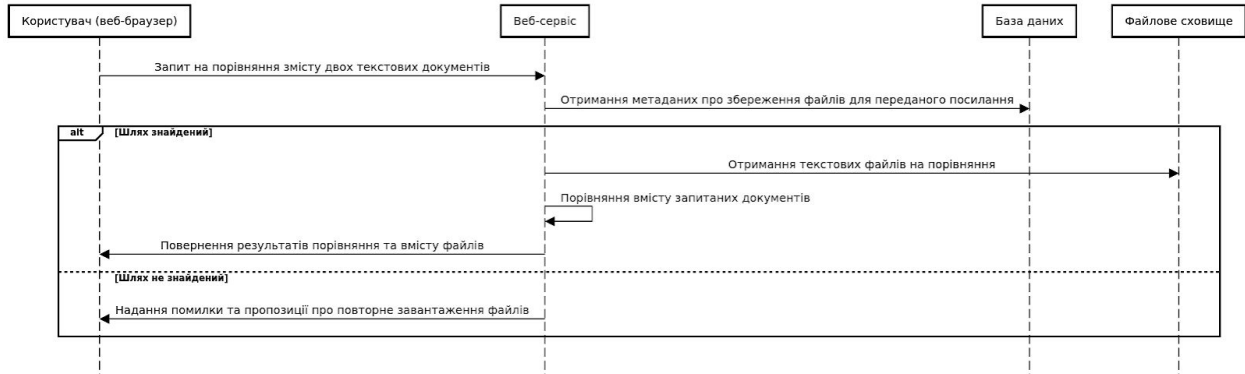 Користувач (веб-браузер)
Веб-сервіс
База даних
Файлове сховище
Запит на порівняння змісту двох текстових документів
Отримання метаданих про збереження файлів для переданого посилання
alt
[Шлях знайдений]
Отримання текстових файлів на порівняння
Порівняння вмісту запитаних документів
Повернення результатів порівняння та вмісту файлів
[Шлях не знайдений]
Надання помилки та пропозиції про повторне завантаження файлів